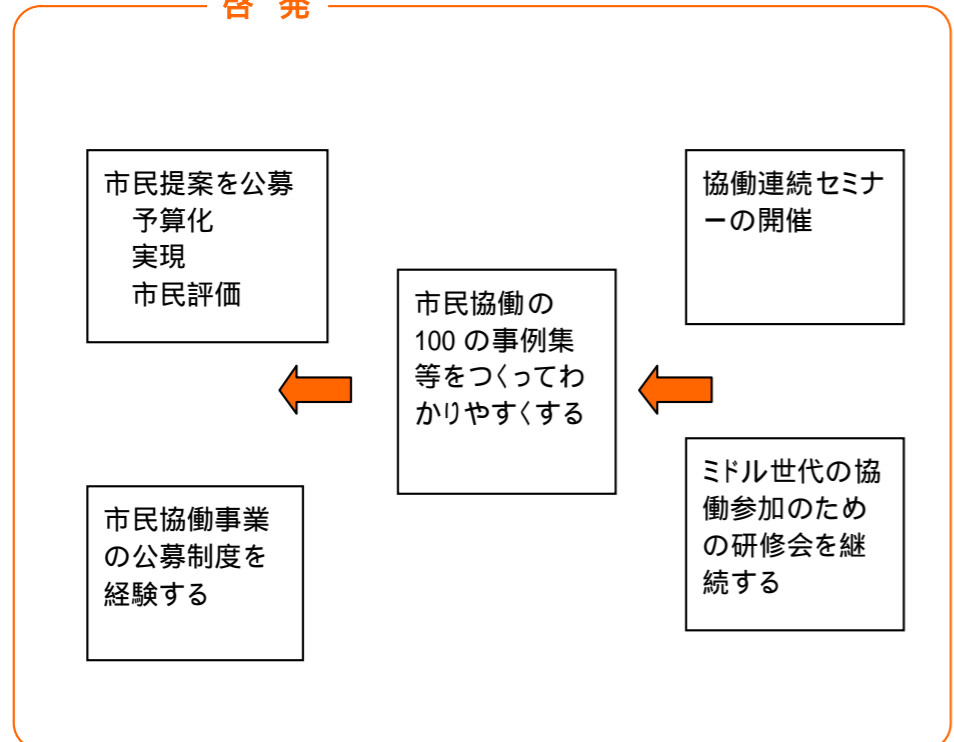 啓 発
市民提案を公募
予算化
実現
市民評価
協働連続セミナ
ーの開催
市民協働の
100 の事例集
等をつくってわ
かりやすくする
市民協働事業
の公募制度を
経験する
ミドル世代の協
働参加のため
の研修会を継
続する